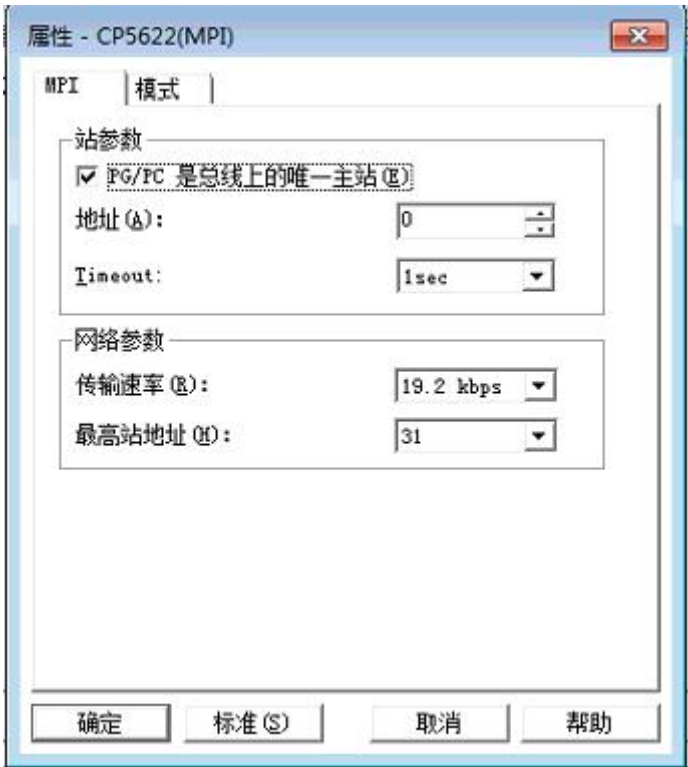 属性 - CP5622(MPI)
MPI 模式
站参数
PG/PC 是总线上的唯一主站(E)
地址(A): 0
Timeout: 1sec
网络参数
传输速率(R): 19.2 kbps
最高站地址(H): 31
确定 标准(S) 取消 帮助